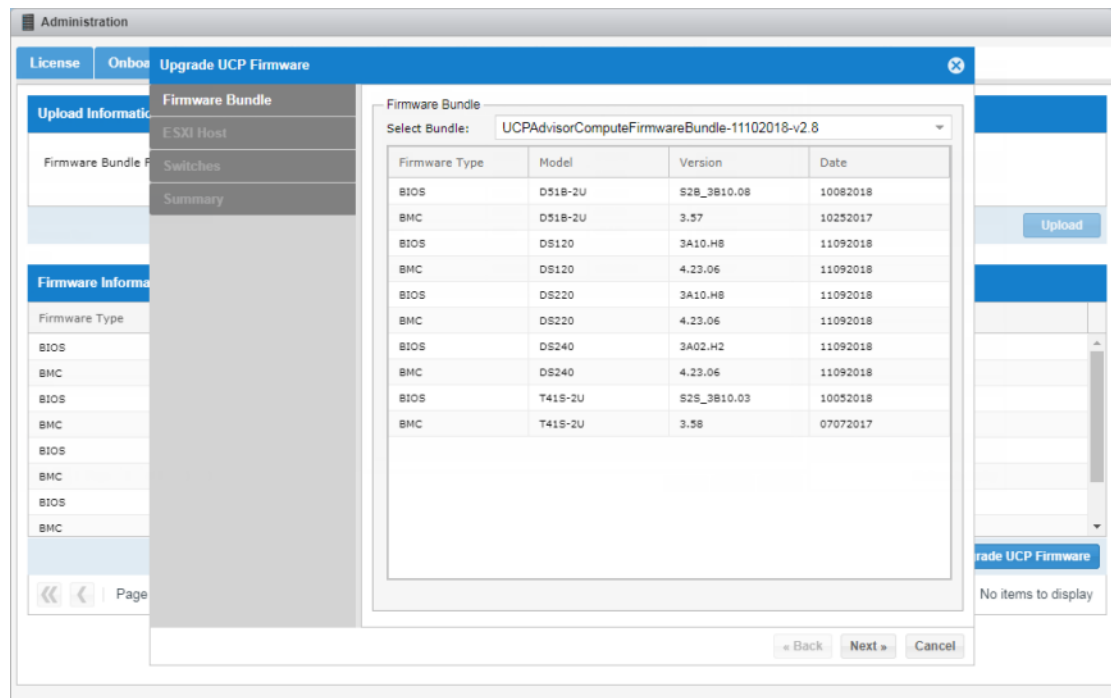 Administration
License Onboa
Upgrade UCP Firmware
Upload Informatic
Firmware Bundle F
Upload
Firmware Bundle
ESXI Host
Switches
Summary
Firmware Bundle
Select Bundle: UCPAdvisorComputeFirmwareBundle-11102018-v2.8
Firmware Type Model Version Date
BIOS D51B-2U S2B_3B10.08 10082018
BMC D51B-2U 3.57 10252017
BIOS DS120 3A10.H8 11092018
BMC DS120 4.23.06 11092018
BIOS DS220 3A10.H8 11092018
BMC DS220 4.23.06 11092018
BIOS DS240 3A02.H2 11092018
BMC DS240 4.23.06 11092018
BIOS T41S-2U S2S_3B10.03 10052018
BMC T41S-2U 3.58 07072017
Firmware Informa
Firmware Type
BIOS
BMC
BIOS
BMC
BIOS
BMC
BIOS
BMC
rade UCP Firmware
Page
No items to display
« Back Next » Cancel